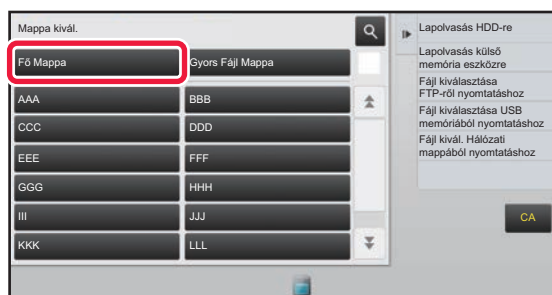 Mappa kivál.
Fő Mappa
Gyors Fájl Mappa
AAA
BBB
CCC
DDD
EEE
FFF
GGG
HHH
III
JJJ
KKK
LLL
Lapolvasás HDD-re
Lapolvasás külső
memória eszközre
Fájl kiválasztása
FTP-ről nyomtatáshoz
Fájl kiválasztása USB
memóriából nyomtatáshoz
Fájl kivál. Hálózati
mappából nyomtatáshoz
CA